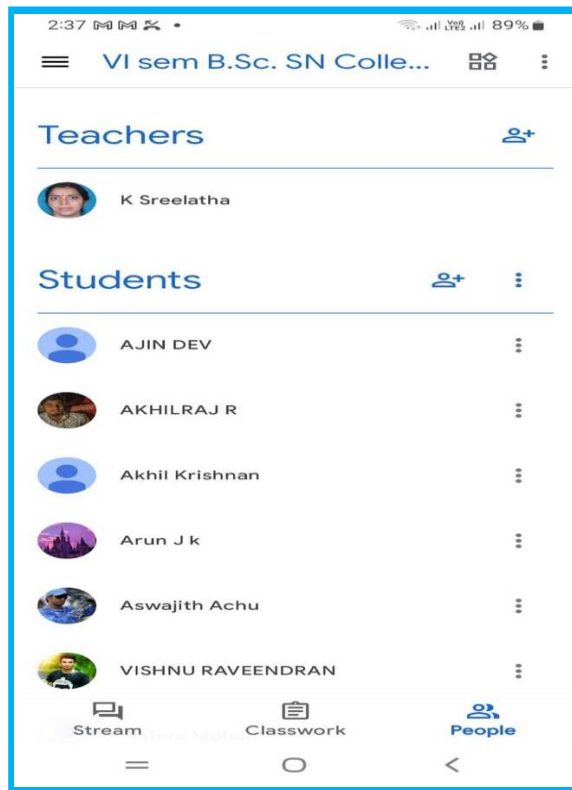 2:37
89%
VI sem B.Sc. SN Colle...
Teachers
K Sreelatha
Students
AJIN DEV
AKHILRAJ R
Akhil Krishnan
Arun J k
Aswajith Achu
VISHNU RAVEENDRAN
Stream
Classwork
People